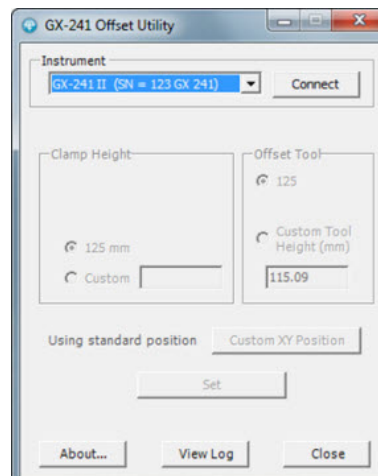 GX-241 Offset Utility
Instrument
GX-241 II (SN = 123 GX 241)
Connect
Clamp Height
125 mm
Custom
Offset Tool
125
Custom Tool
Height (mm)
115.09
Using standard position
Custom XY Position
Set
About...
View Log
Close